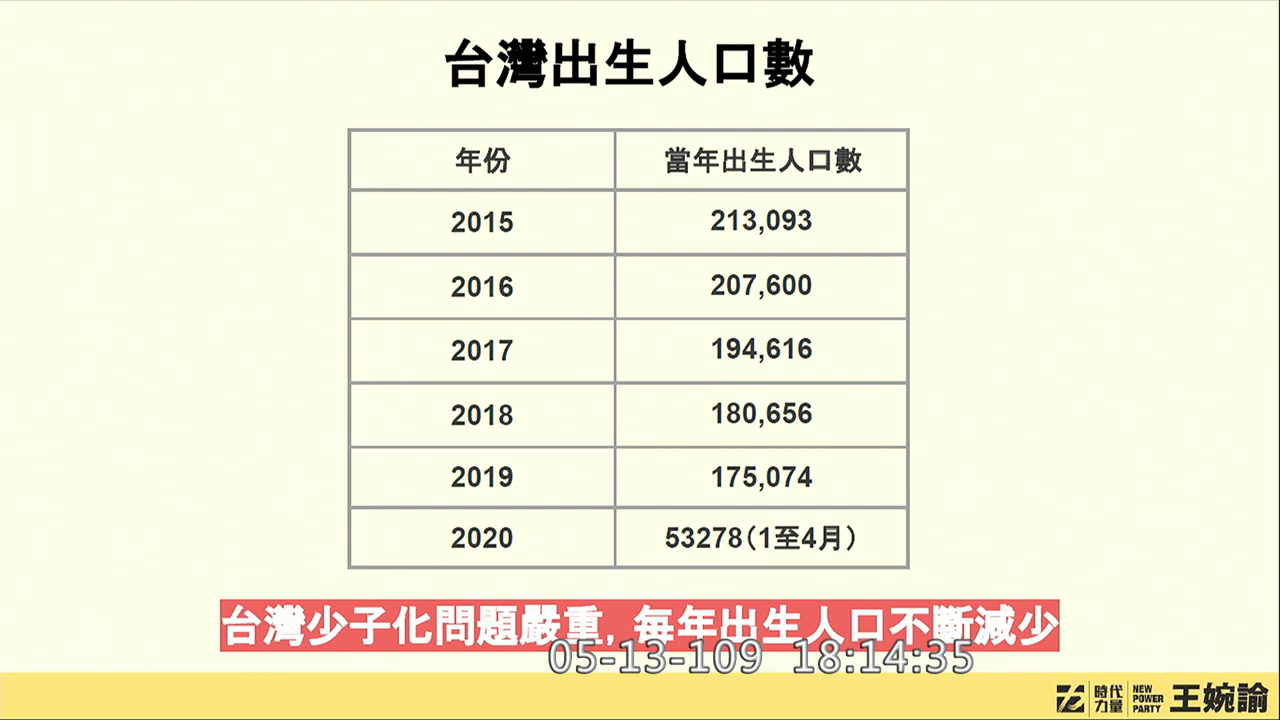 台灣出生人口數
年份 當年出生人口數
2015 213,093
2016 207,600
2017 194,616
2018 180,656
2019 175,074
2020 53278(1至4月)
台灣少子化問題嚴重,每年出生人口不斷減少
05-13-109 18:14:35
時代力量 NEW POWER PARTY 王婉諭